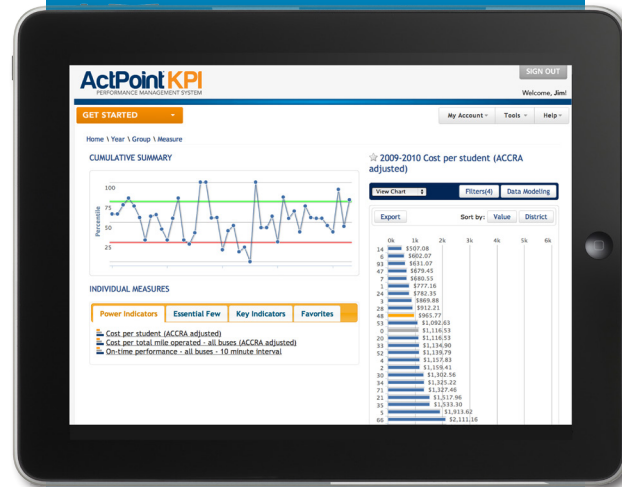 ActPoint KPI
PERFORMANCE MANAGEMENT SYSTEM
SIGN OUT
Welcome, Jim!
GET STARTED
My Account
Tools
Help
Home \ Year \ Group \ Measure
CUMULATIVE SUMMARY
Percentile
100
75
50
25
INDIVIDUAL MEASURES
Power Indicators
Essential Few
Key Indicators
Favorites
Cost per student (ACCRA adjusted)
Cost per total mile operated - all buses (ACCRA adjusted)
On-time performance - all buses - 10 minute interval
2009-2010 Cost per student (ACCRA
adjusted)
View Chart
Filters(4)
Data Modeling
Export
Sort by:
Value
District
0k 1k 2k 3k 4k 5k 6k
14 $507.08
6 $602.07
93 $631.07
47 $679.45
7 $680.55
1 $777.16
24 $782.35
3 $869.88
28 $912.21
48 $965.77
53 $1,092.63
0 $1,116.53
20 $1,116.53
33 $1,134.90
52 $1,139.79
4 $1,157.83
2 $1,159.41
30 $1,302.56
34 $1,325.22
71 $1,327.46
21 $1,517.96
35 $1,533.30
5 $1,913.62
66 $2,111.16